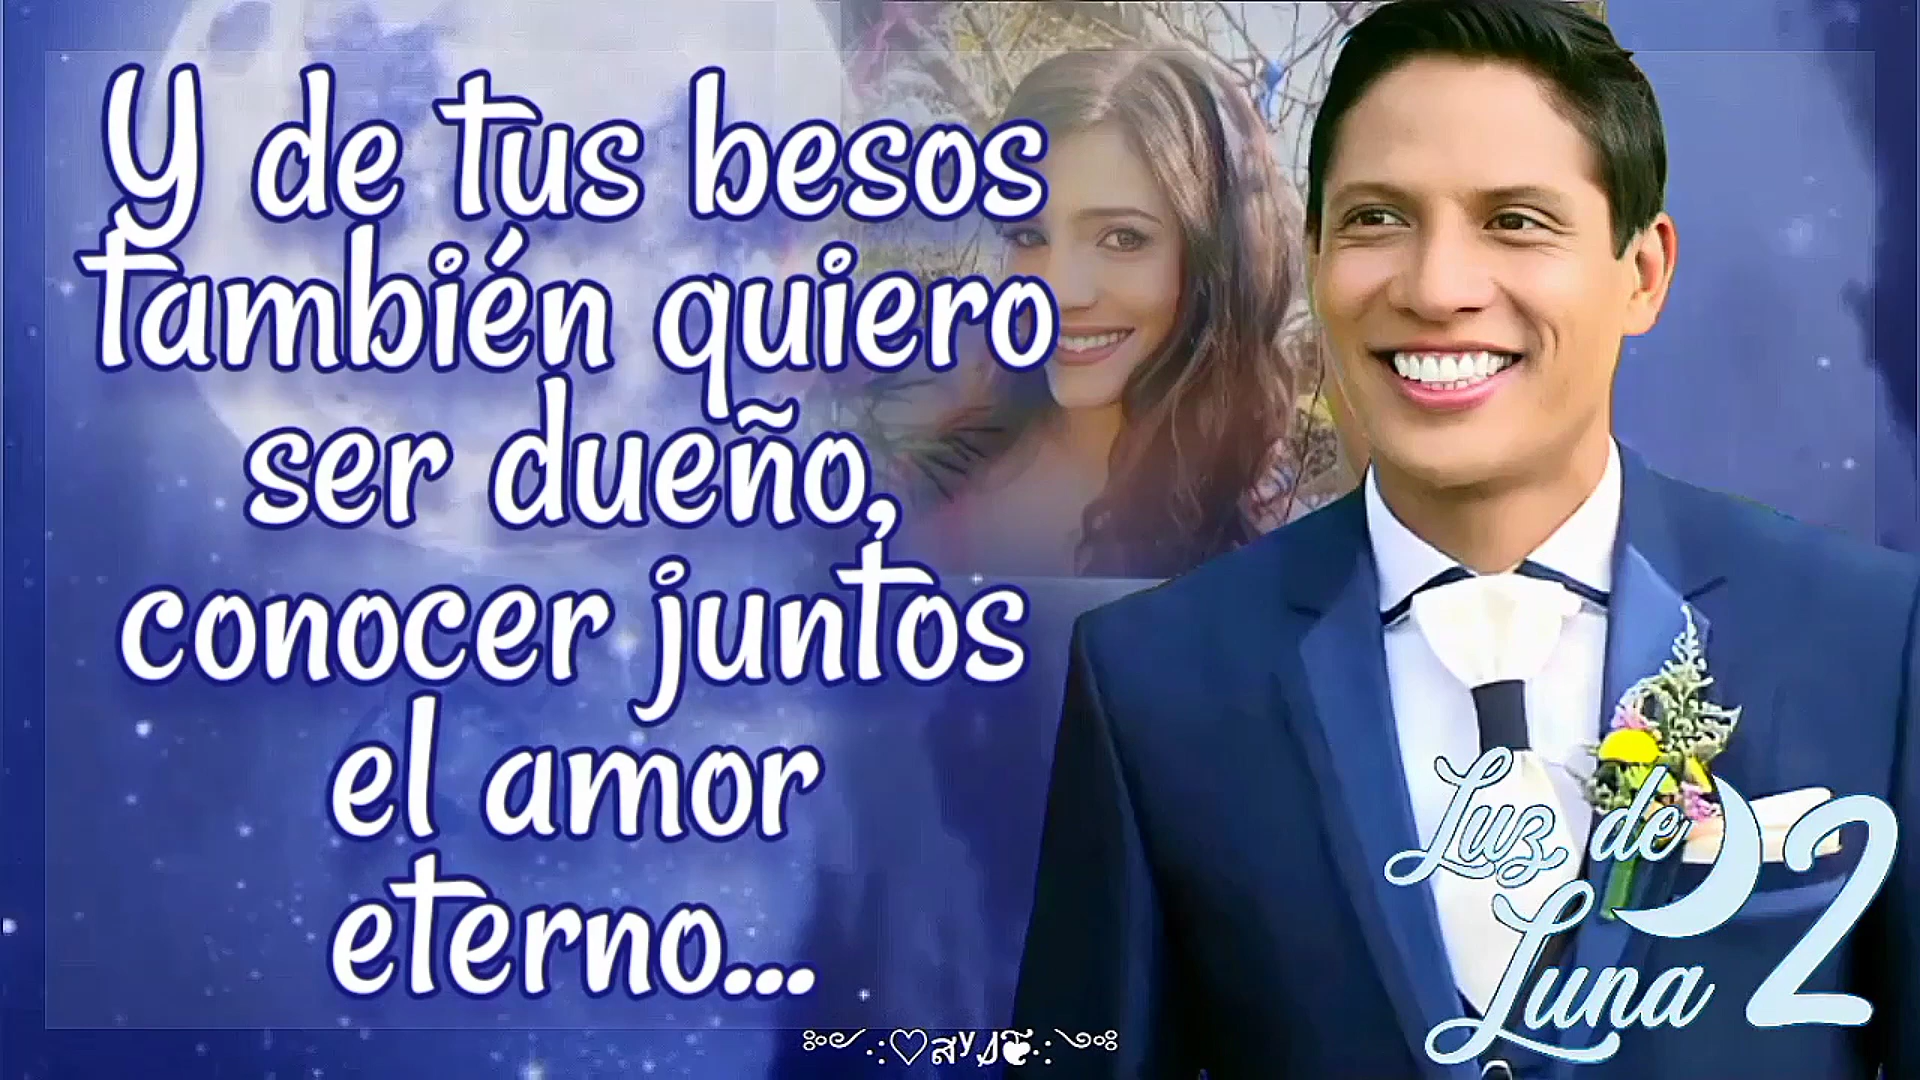 Y de tus besos
también quiero
ser dueño,
conocer juntos
el amor
eterno...
Luz de
Luna 2